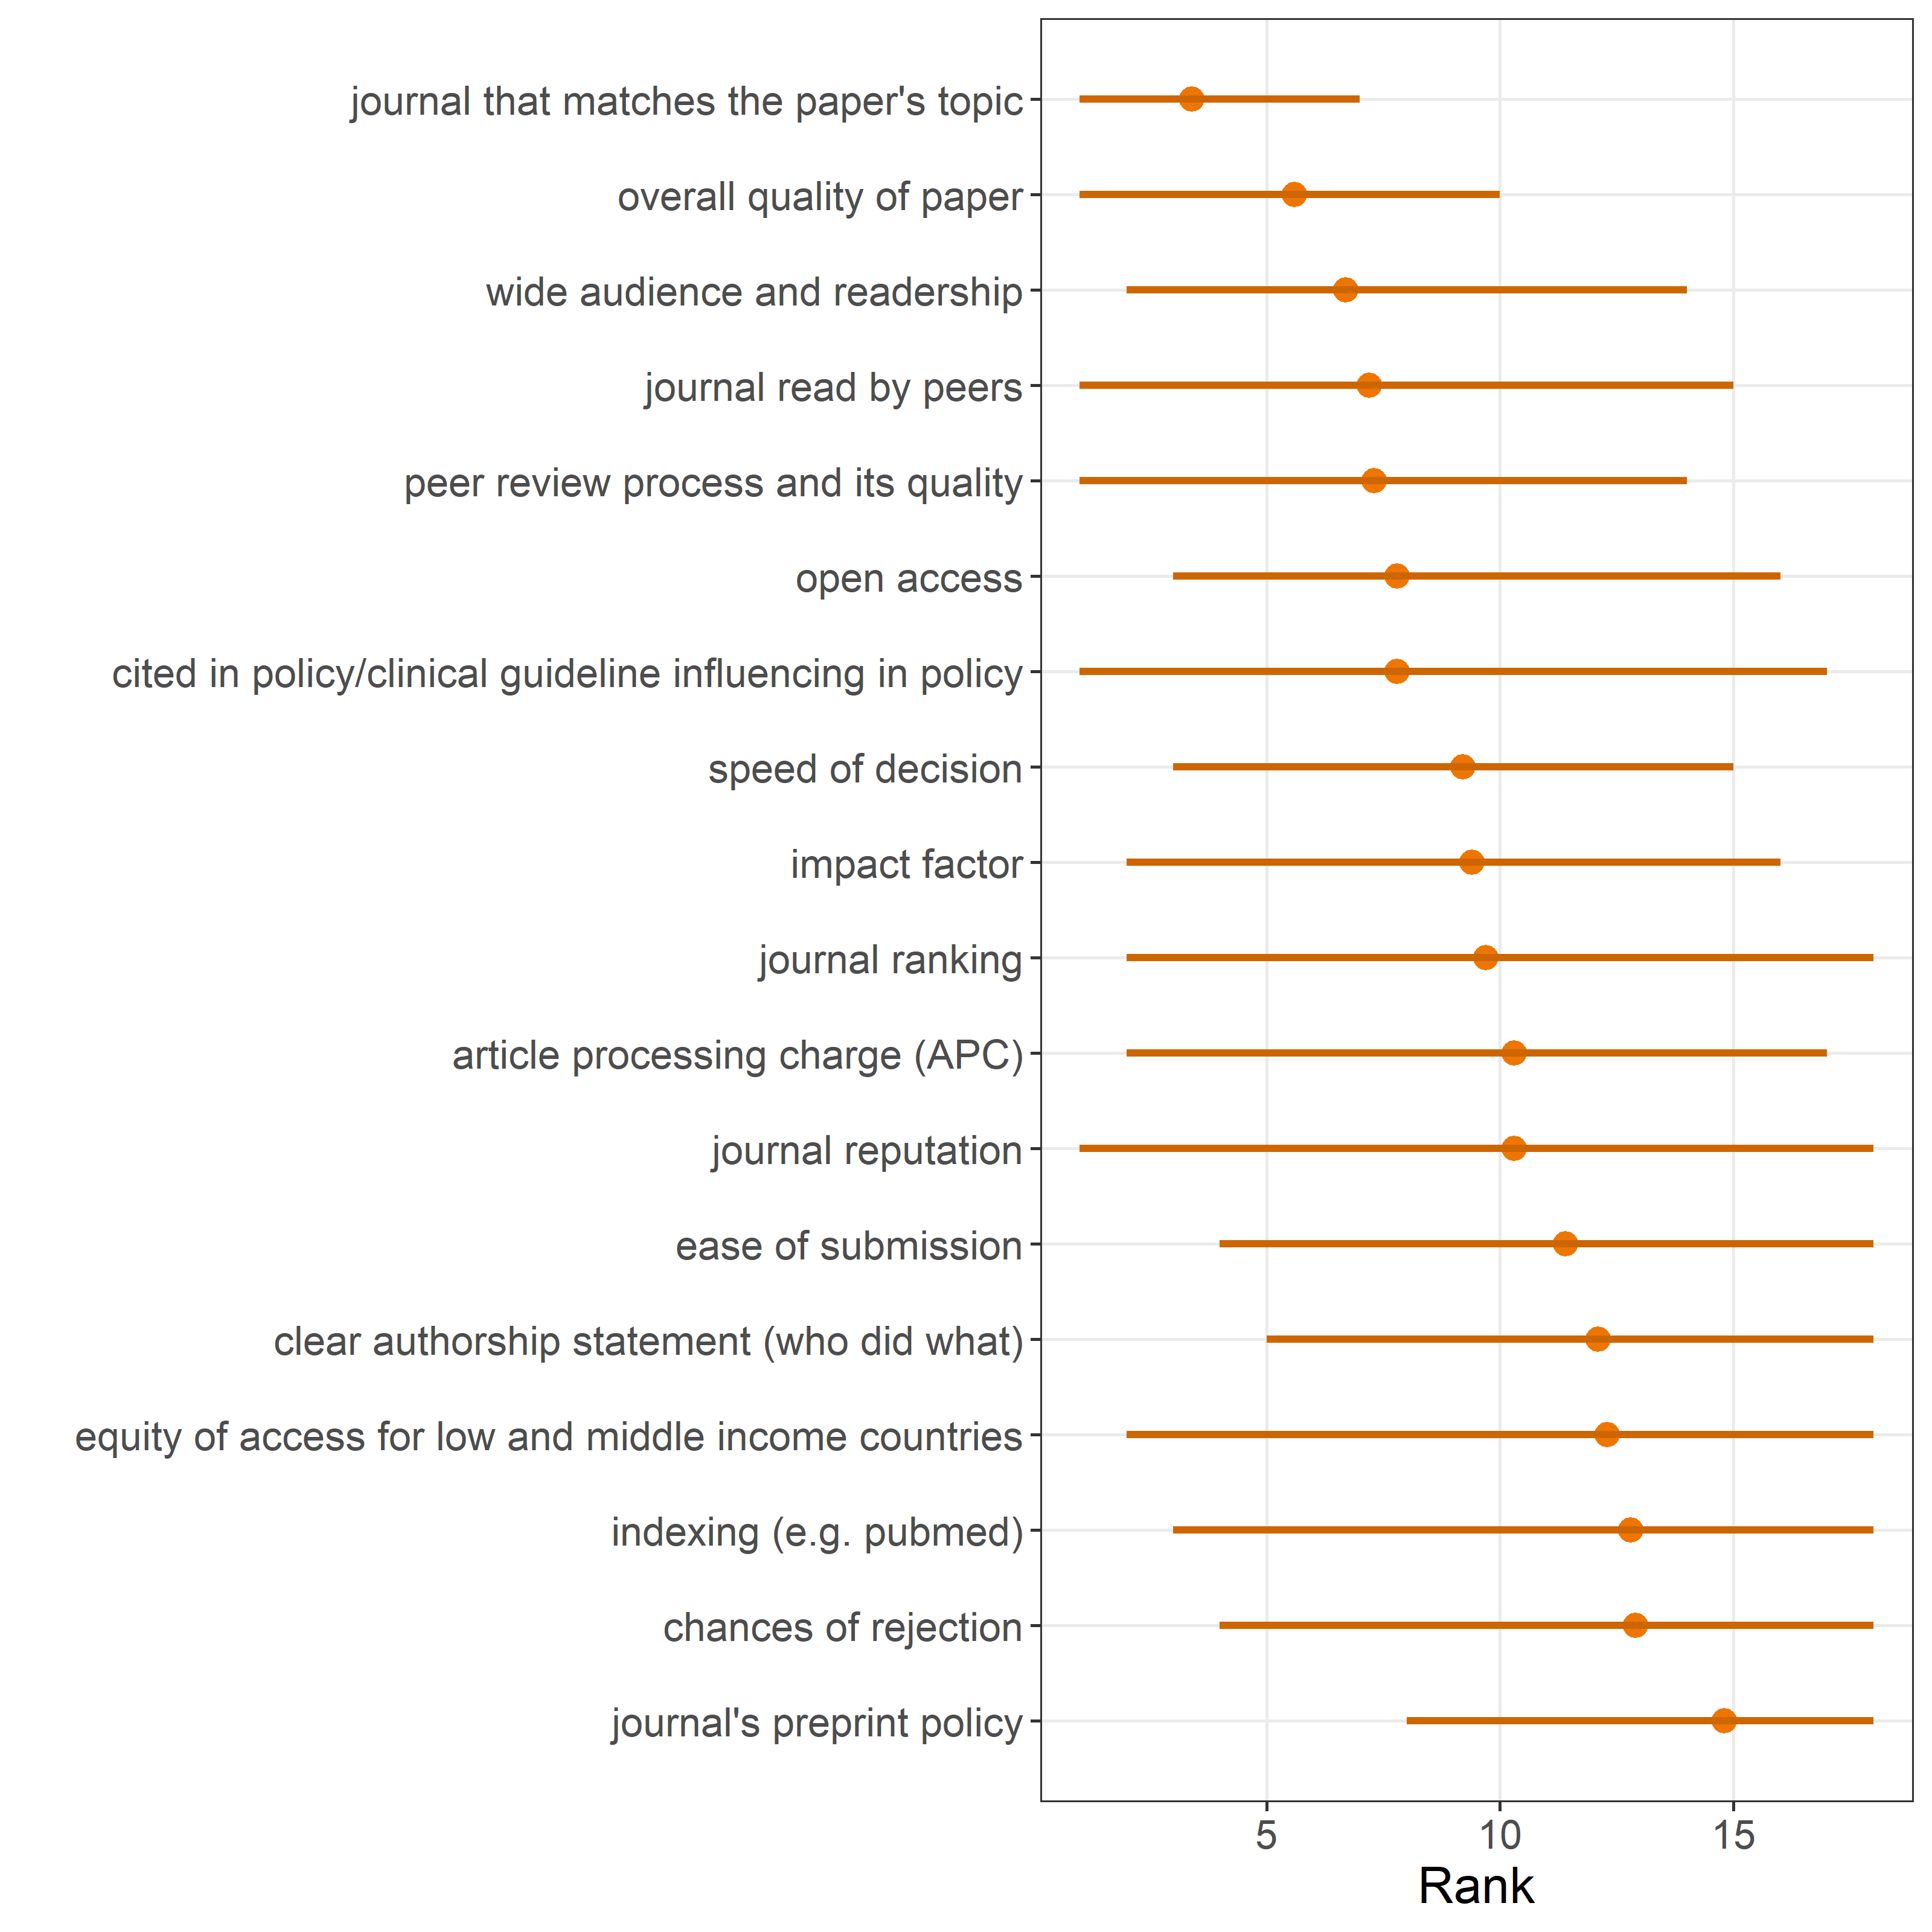 journal that matches the paper's topic
overall quality of paper
wide audience and readership
journal read by peers
peer review process and its quality
open access
cited in policy/clinical guideline influencing in policy
speed of decision
impact factor
journal ranking
article processing charge (APC)
journal reputation
ease of submission
clear authorship statement (who did what)
equity of access for low and middle income countries
indexing (e.g. pubmed)
chances of rejection
journal's preprint policy
5 10 15
Rank